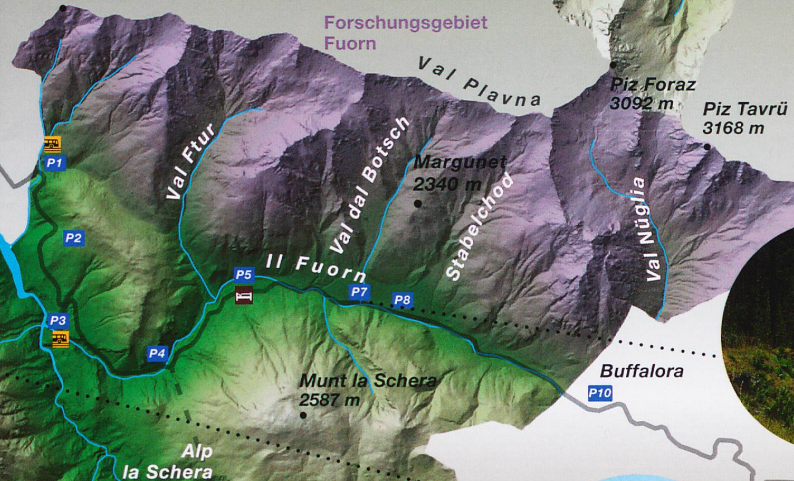 Forschungsgebiet
Fuorn
Val Plavna
Piz Foraz
3092 m
Piz Tavrü
3168 m
P1
Val Ftur
Val dal Botsch
Margunet
2340 m
Stabelchod
Val Nüglia
P2
Il Fuorn
P5
P7
P8
P3
P4
Munt la Schera
2587 m
Buffalora
P10
Alp
la Schera